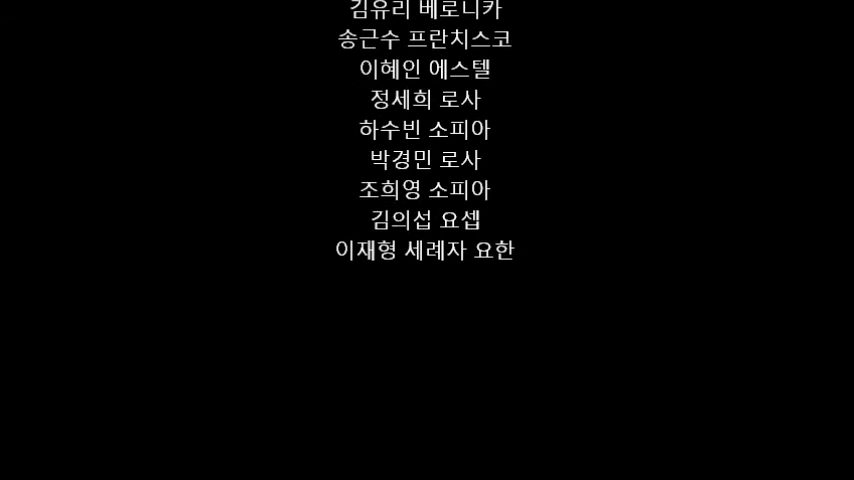 김유리 베로니카
송근수 프란치스코
이혜인 에스텔
정세희 로사
하수빈 소피아
박경민 로사
조희영 소피아
김의섭 요셉
이재형 세례자 요한